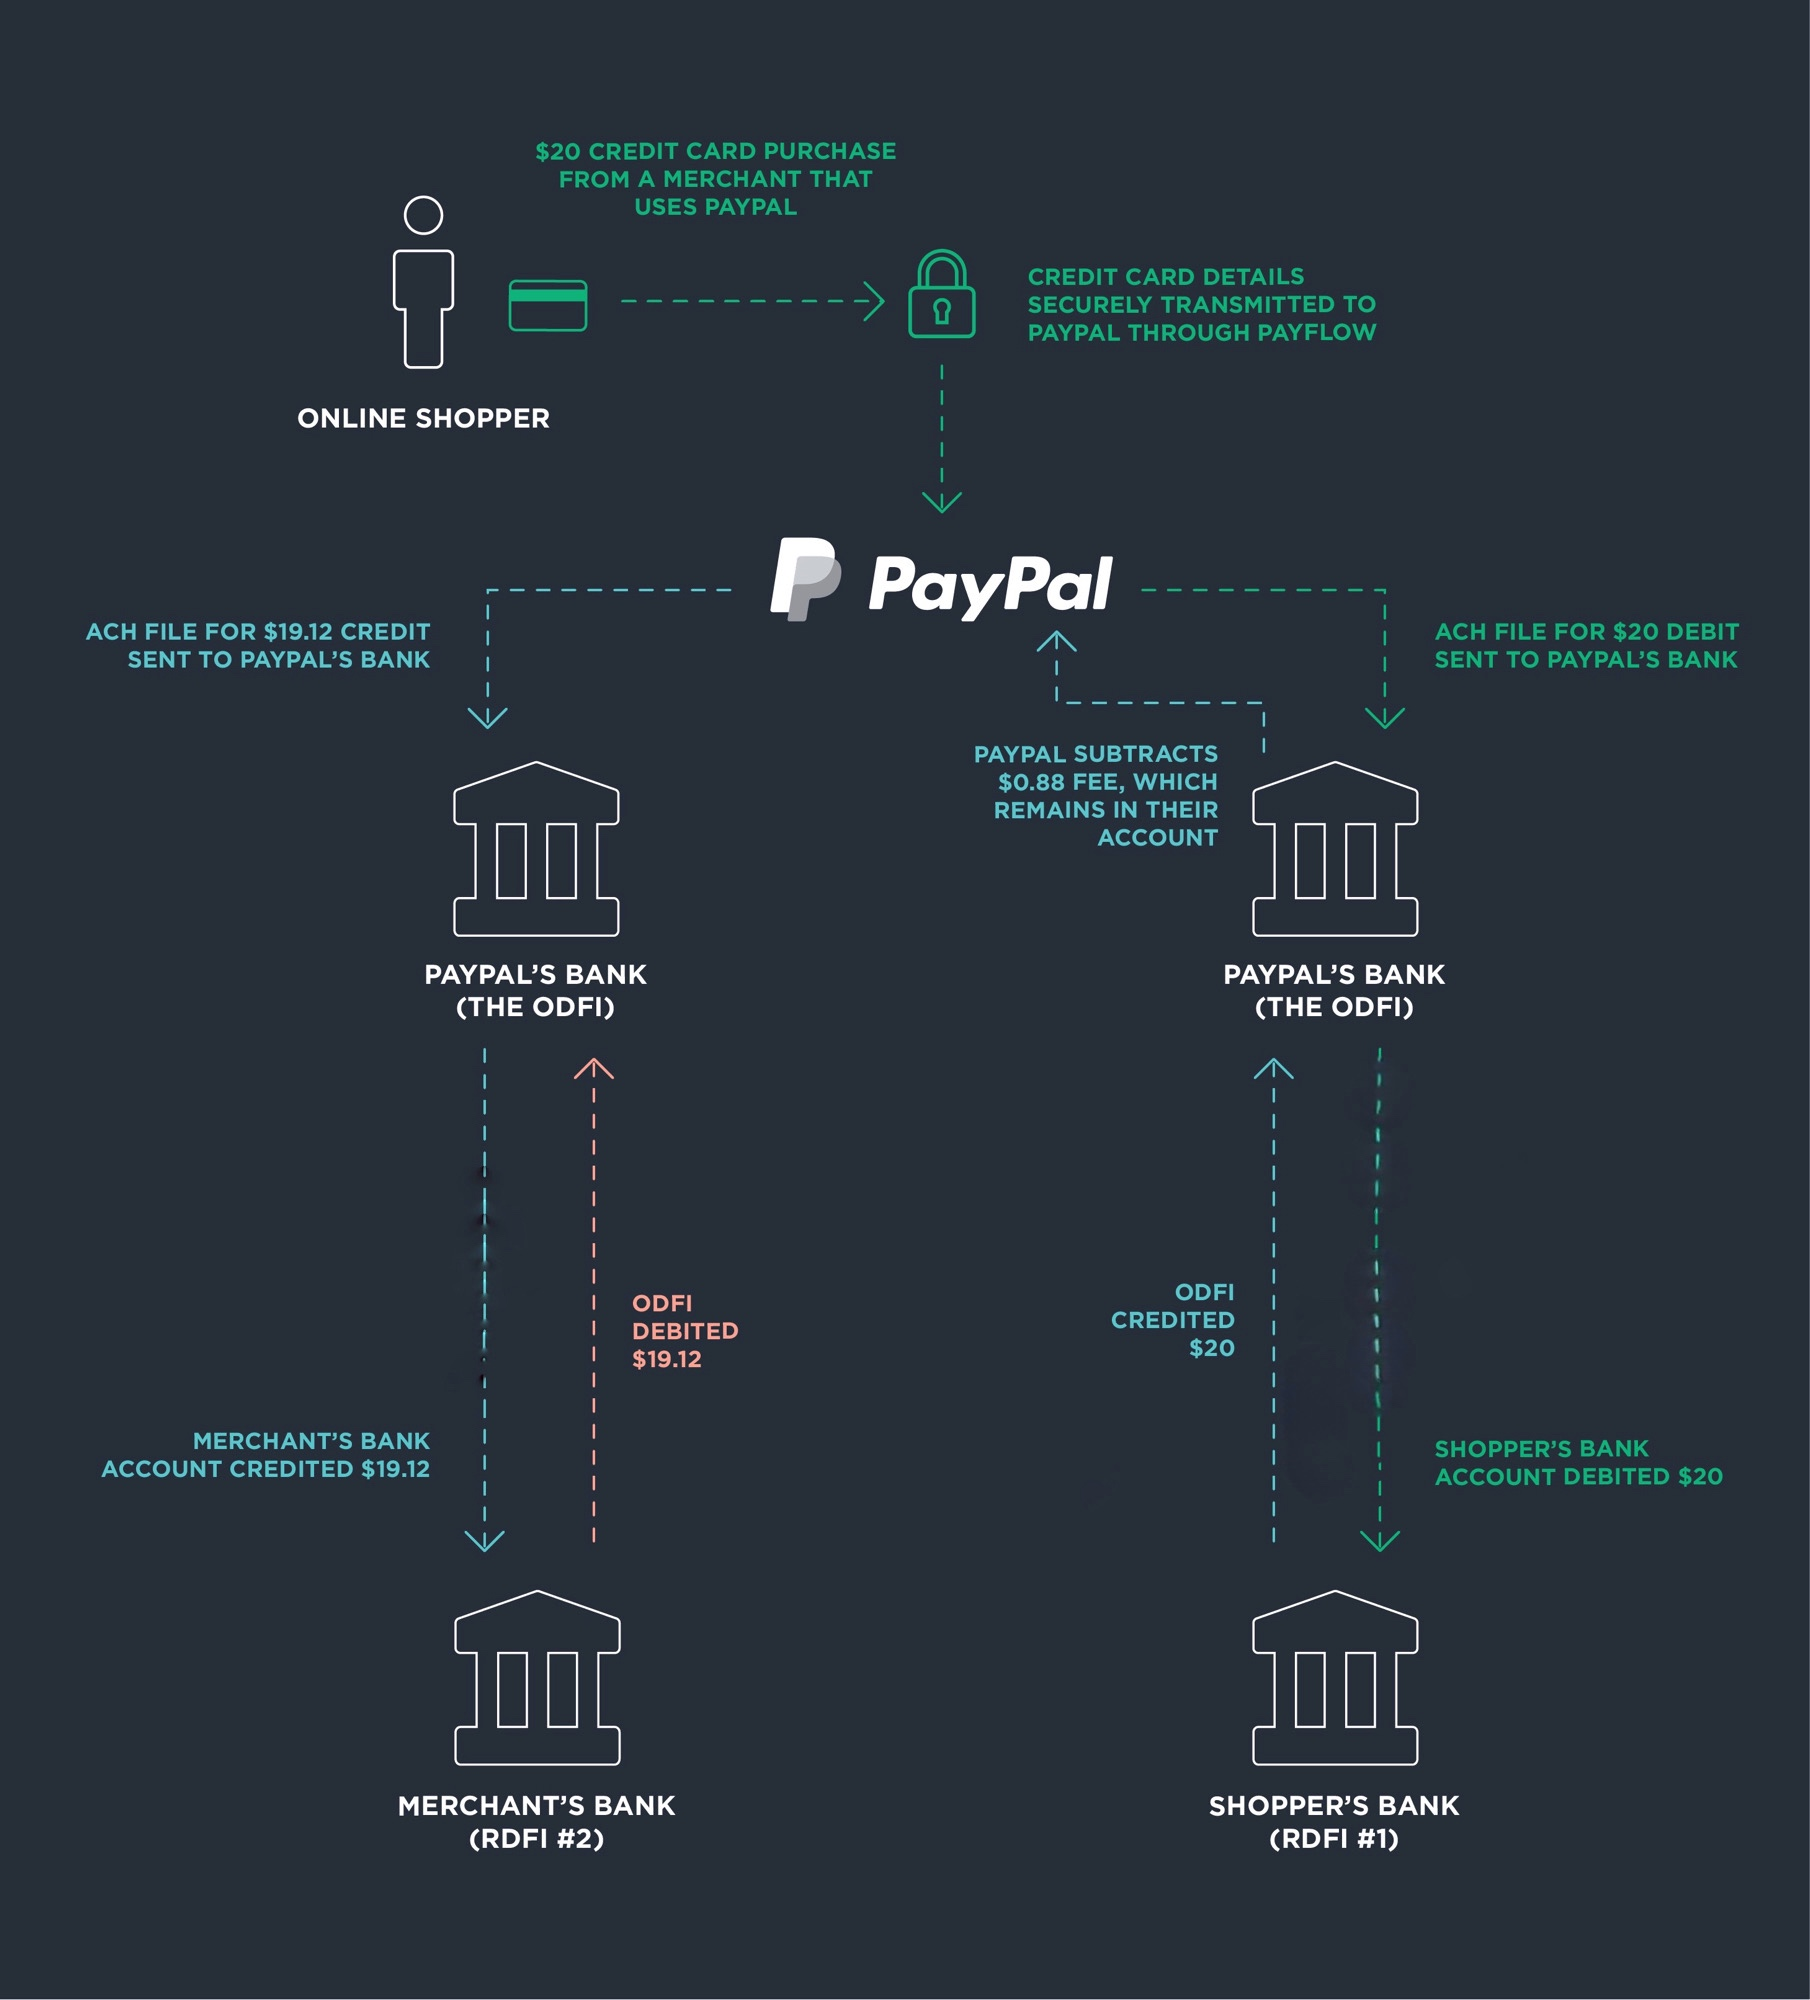 $20 CREDIT CARD PURCHASE
FROM A MERCHANT THAT
USES PAYPAL
CREDIT CARD DETAILS
SECURELY TRANSMITTED TO
PAYPAL THROUGH PAYFLOW
ONLINE SHOPPER
PayPal
ACH FILE FOR $19.12 CREDIT
SENT TO PAYPAL’S BANK
ACH FILE FOR $20 DEBIT
SENT TO PAYPAL’S BANK
PAYPAL SUBTRACTS
$0.88 FEE, WHICH
REMAINS IN THEIR
ACCOUNT
PAYPAL’S BANK
(THE ODFI)
PAYPAL’S BANK
(THE ODFI)
ODFI
DEBITED
$19.12
ODFI
CREDITED
$20
MERCHANT’S BANK
ACCOUNT CREDITED $19.12
SHOPPER’S BANK
ACCOUNT DEBITED $20
MERCHANT’S BANK
(RDFI #2)
SHOPPER’S BANK
(RDFI #1)